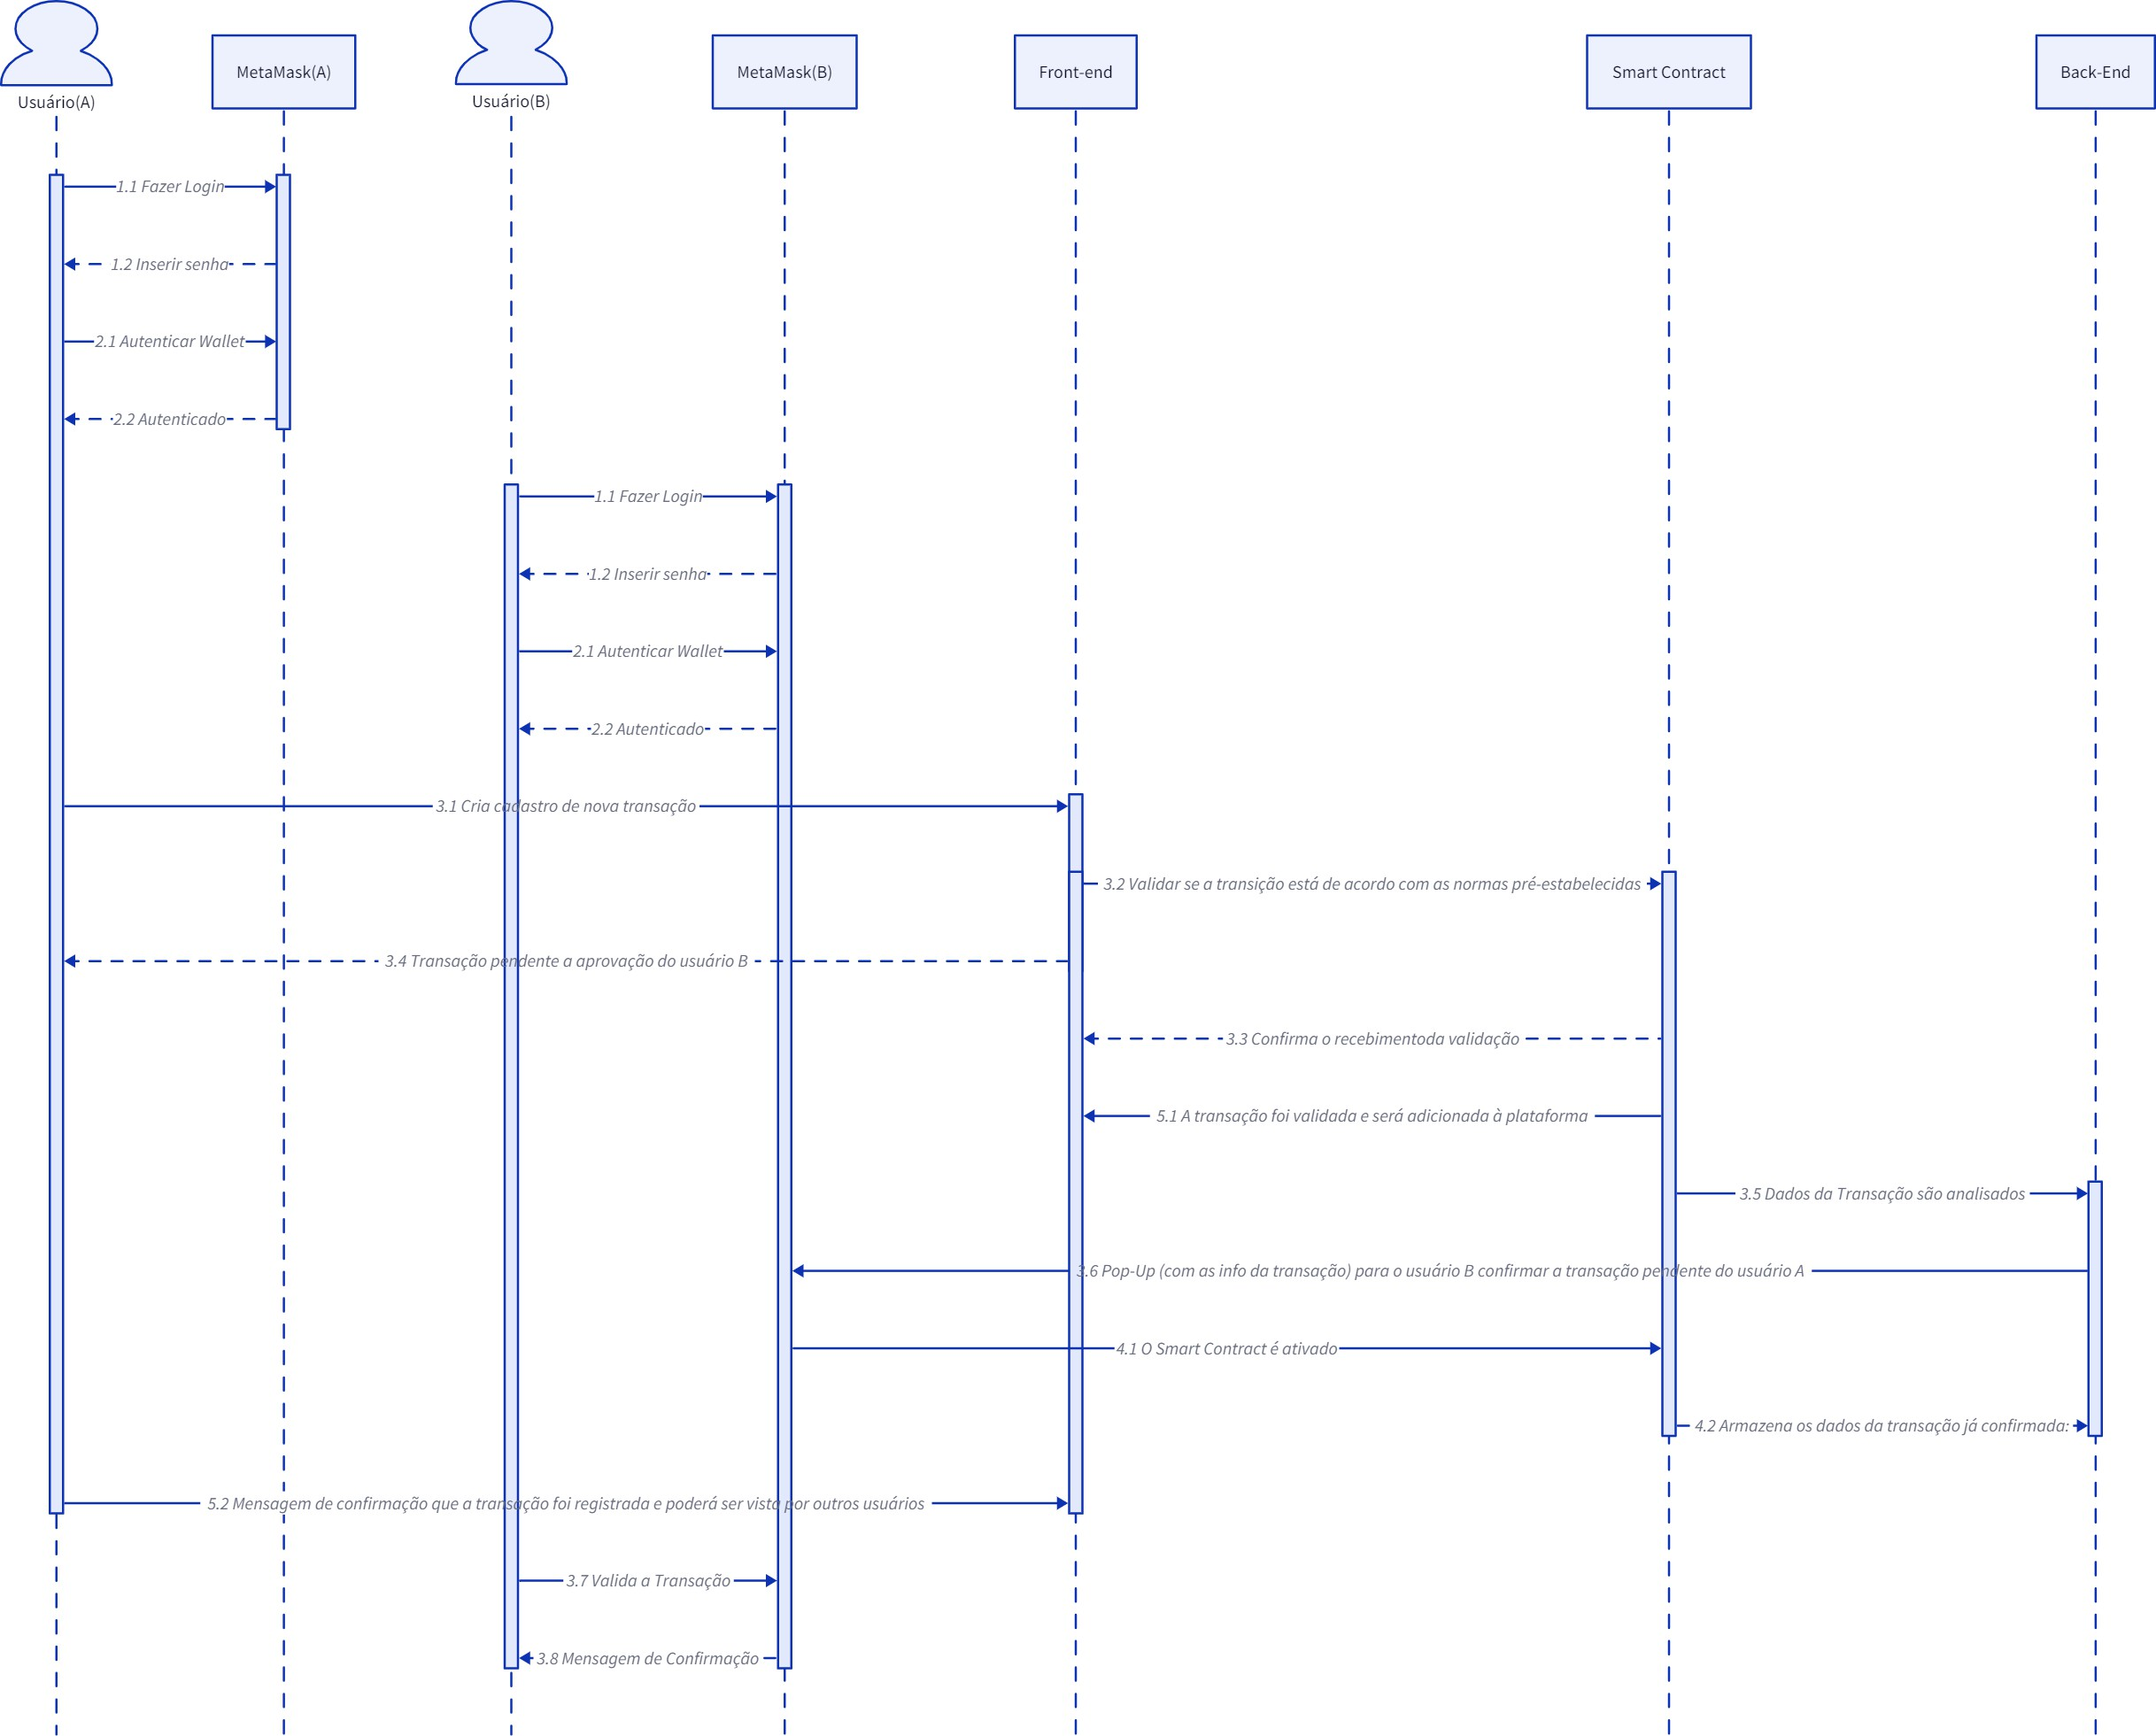 Usuário(A)
MetaMask(A)
Usuário(B)
MetaMask(B)
Front-end
Smart Contract
Back-End
1.1 Fazer Login
1.2 Inserir senha
2.1 Autenticar Wallet
2.2 Autenticado
1.1 Fazer Login
1.2 Inserir senha
2.1 Autenticar Wallet
2.2 Autenticado
3.1 Cria cadastro de nova transação
3.2 Validar se a transição está de acordo com as normas pré-estabelecidas
3.4 Transação pendente a aprovação do usuário B
3.3 Confirma o recebimentoda validação
5.1 A transação foi validada e será adicionada à plataforma
3.5 Dados da Transação são analisados
3.6 Pop-Up (com as info da transação) para o usuário B confirmar a transação pendente do usuário A
4.1 O Smart Contract é ativado
4.2 Armazena os dados da transação já confirmada:
5.2 Mensagem de confirmação que a transação foi registrada e poderá ser vista por outros usuários
3.7 Valida a Transação
3.8 Mensagem de Confirmação